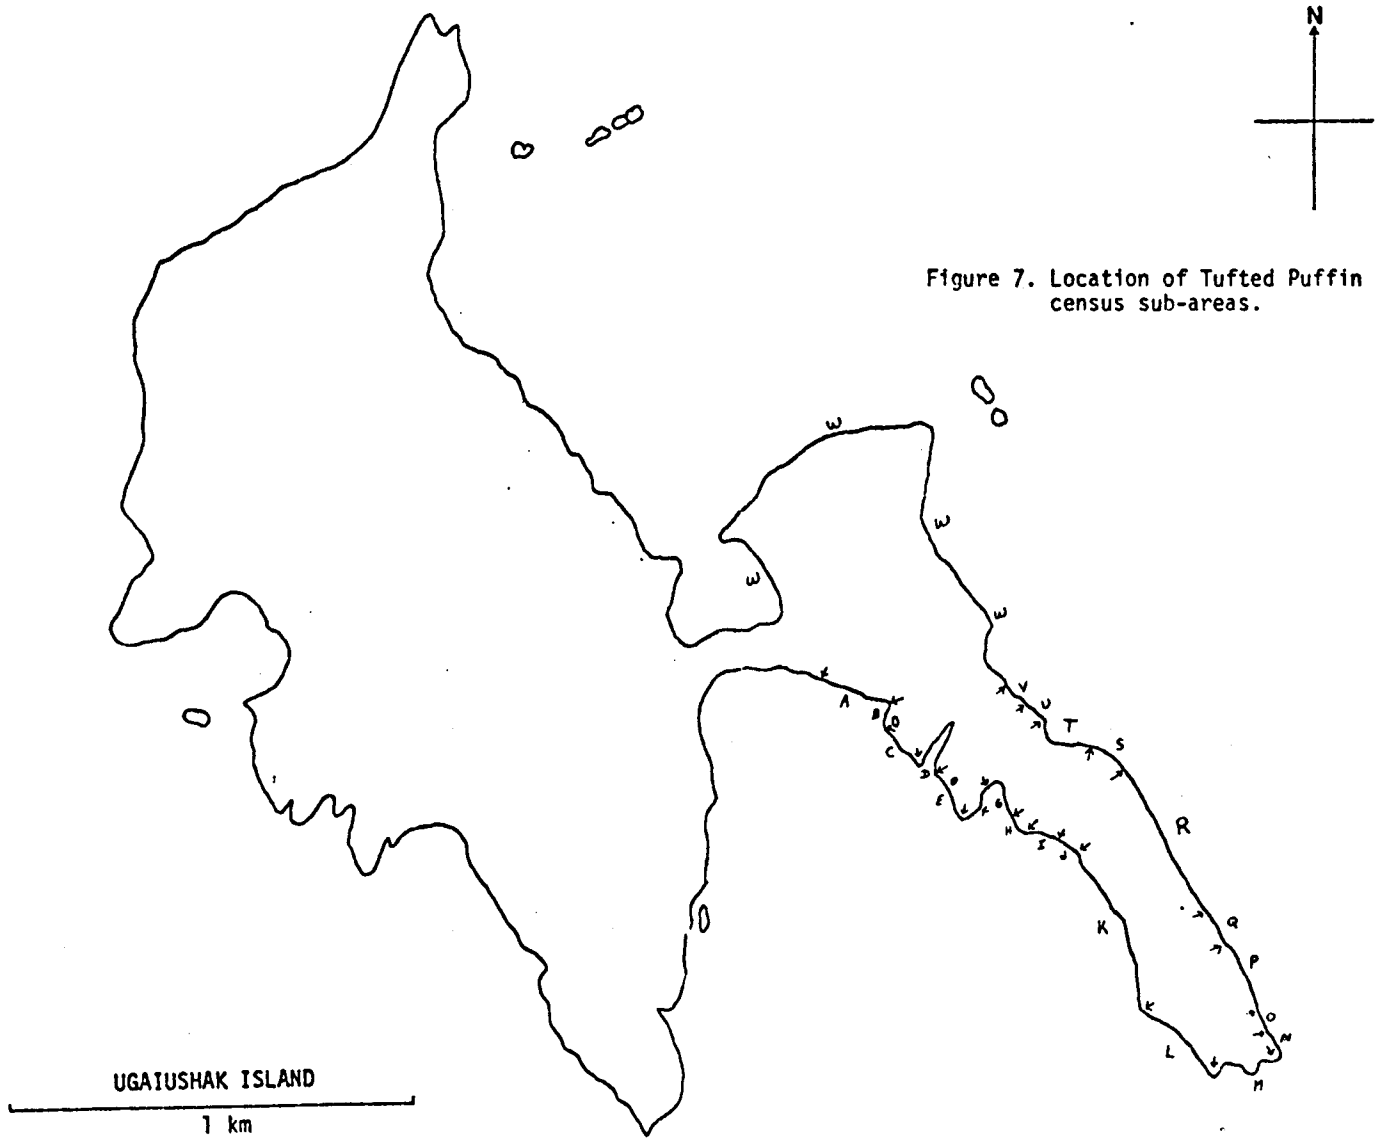 N
Figure 7. Location of Tufted Puffin
census sub-areas.
W
W
W
W
V
U
T
S
R
Q
P
O
N
M
L
K
J
I
H
G
F
E
D
C
B
A
UGAIUSHAK ISLAND
1 km